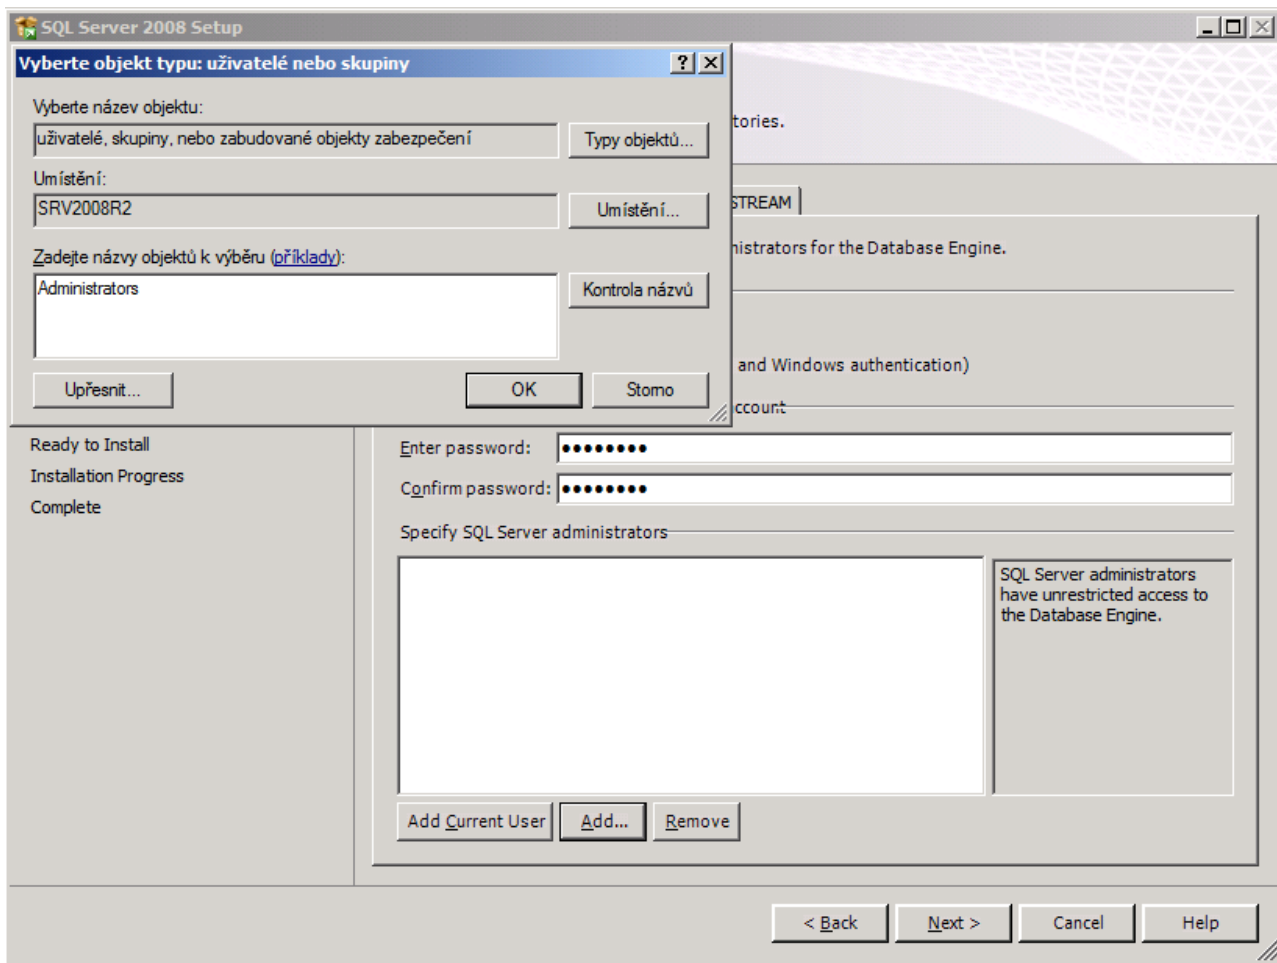 SQL Server 2008 Setup
Vyberte objekt typu: uživatelé nebo skupiny
Vyberte název objektu:
uživatelé, skupiny, nebo zabudované objekty zabezpečení
Typy objektů...
Umístění:
SRV2008R2
Umístění...
Zadejte názvy objektů k výběru (příklady):
Administrators
Kontrola názvů
Upřesnit...
OK
Storno
tories.
STREAM
nistrators for the Database Engine.
and Windows authentication)
ccount
Ready to Install
Installation Progress
Complete
Enter password: ●●●●●●●●
Confirm password: ●●●●●●●●
Specify SQL Server administrators
SQL Server administrators
have unrestricted access to
the Database Engine.
Add Current User
Add...
Remove
< Back
Next >
Cancel
Help